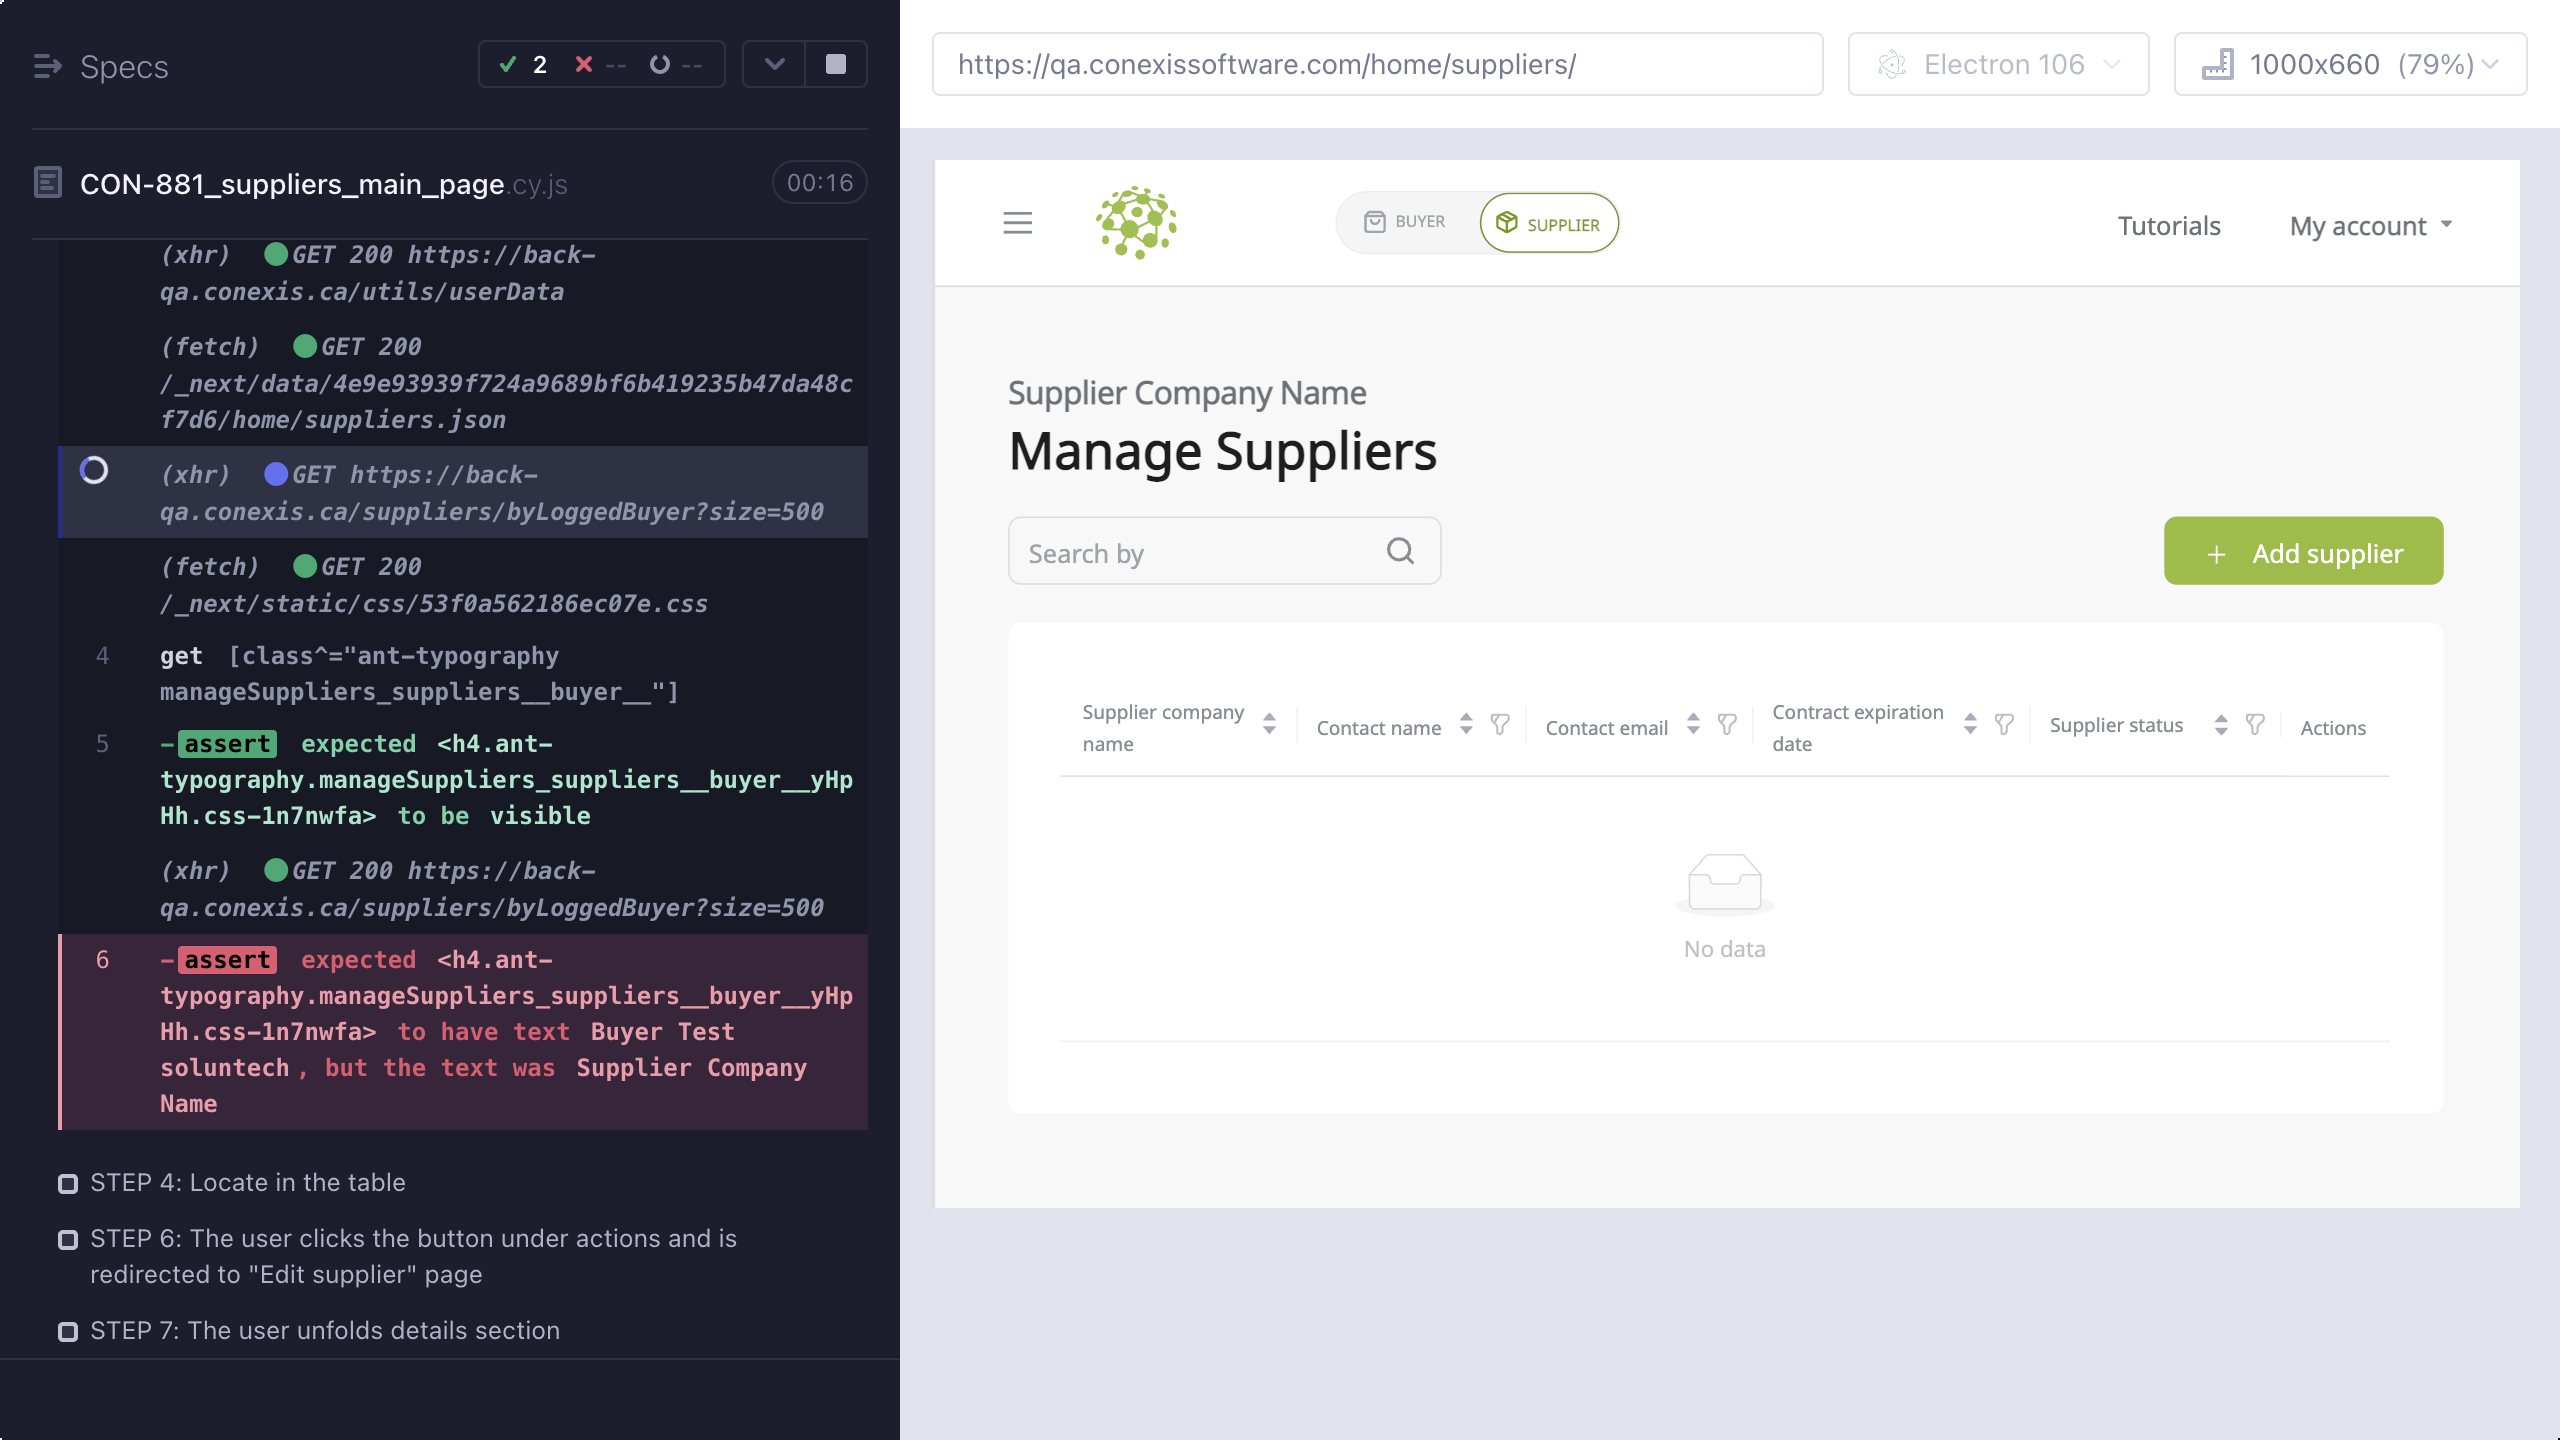 Specs
2
--
--
CON-881_suppliers_main_page.cy.js
00:16
(xhr) GET 200 https://back-
qa.conexis.ca/utils/userData
(fetch) GET 200
/_next/data/4e9e93939f724a9689bf6b419235b47da48c
f7d6/home/suppliers.json
(xhr) GET https://back-
qa.conexis.ca/suppliers/byLoggedBuyer?size=500
(fetch) GET 200
/_next/static/css/53f0a562186ec07e.css
4 get [class^="ant-typography
manageSuppliers_suppliers__buyer__"]
5 -assert expected <h4.ant-
typography.manageSuppliers_suppliers__buyer__yHp
Hh.css-1n7nwfa> to be visible
(xhr) GET 200 https://back-
qa.conexis.ca/suppliers/byLoggedBuyer?size=500
6 -assert expected <h4.ant-
typography.manageSuppliers_suppliers__buyer__yHp
Hh.css-1n7nwfa> to have text Buyer Test
soluntech, but the text was Supplier Company
Name
STEP 4: Locate in the table
STEP 6: The user clicks the button under actions and is
redirected to "Edit supplier" page
STEP 7: The user unfolds details section
https://qa.conexissoftware.com/home/suppliers/
Electron 106
1000x660 (79%)
BUYER
SUPPLIER
Tutorials
My account
Supplier Company Name
Manage Suppliers
Search by
+ Add supplier
Supplier company
name
Contact name
Contact email
Contract expiration
date
Supplier status
Actions
No data